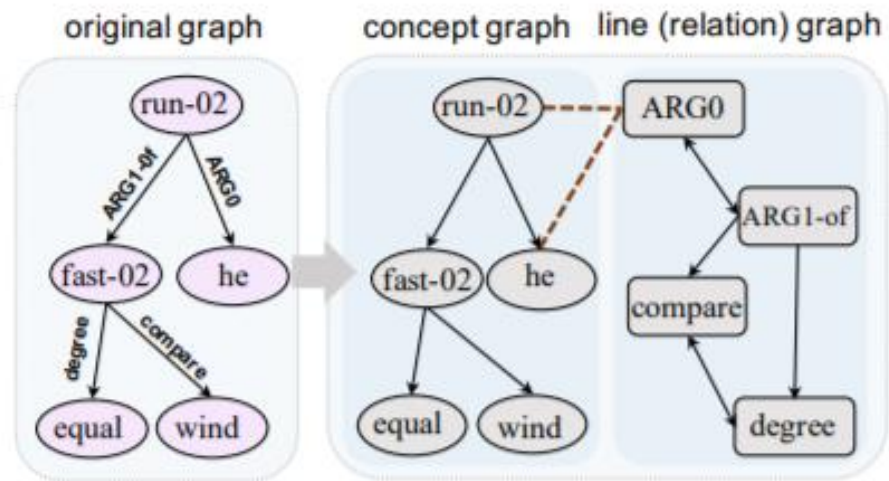 original graph
concept graph
line (relation) graph
run-02
ARG1-0f
ARG0
fast-02
he
degree
compare
equal
wind
run-02
fast-02
he
equal
wind
ARG0
ARG1-of
compare
degree